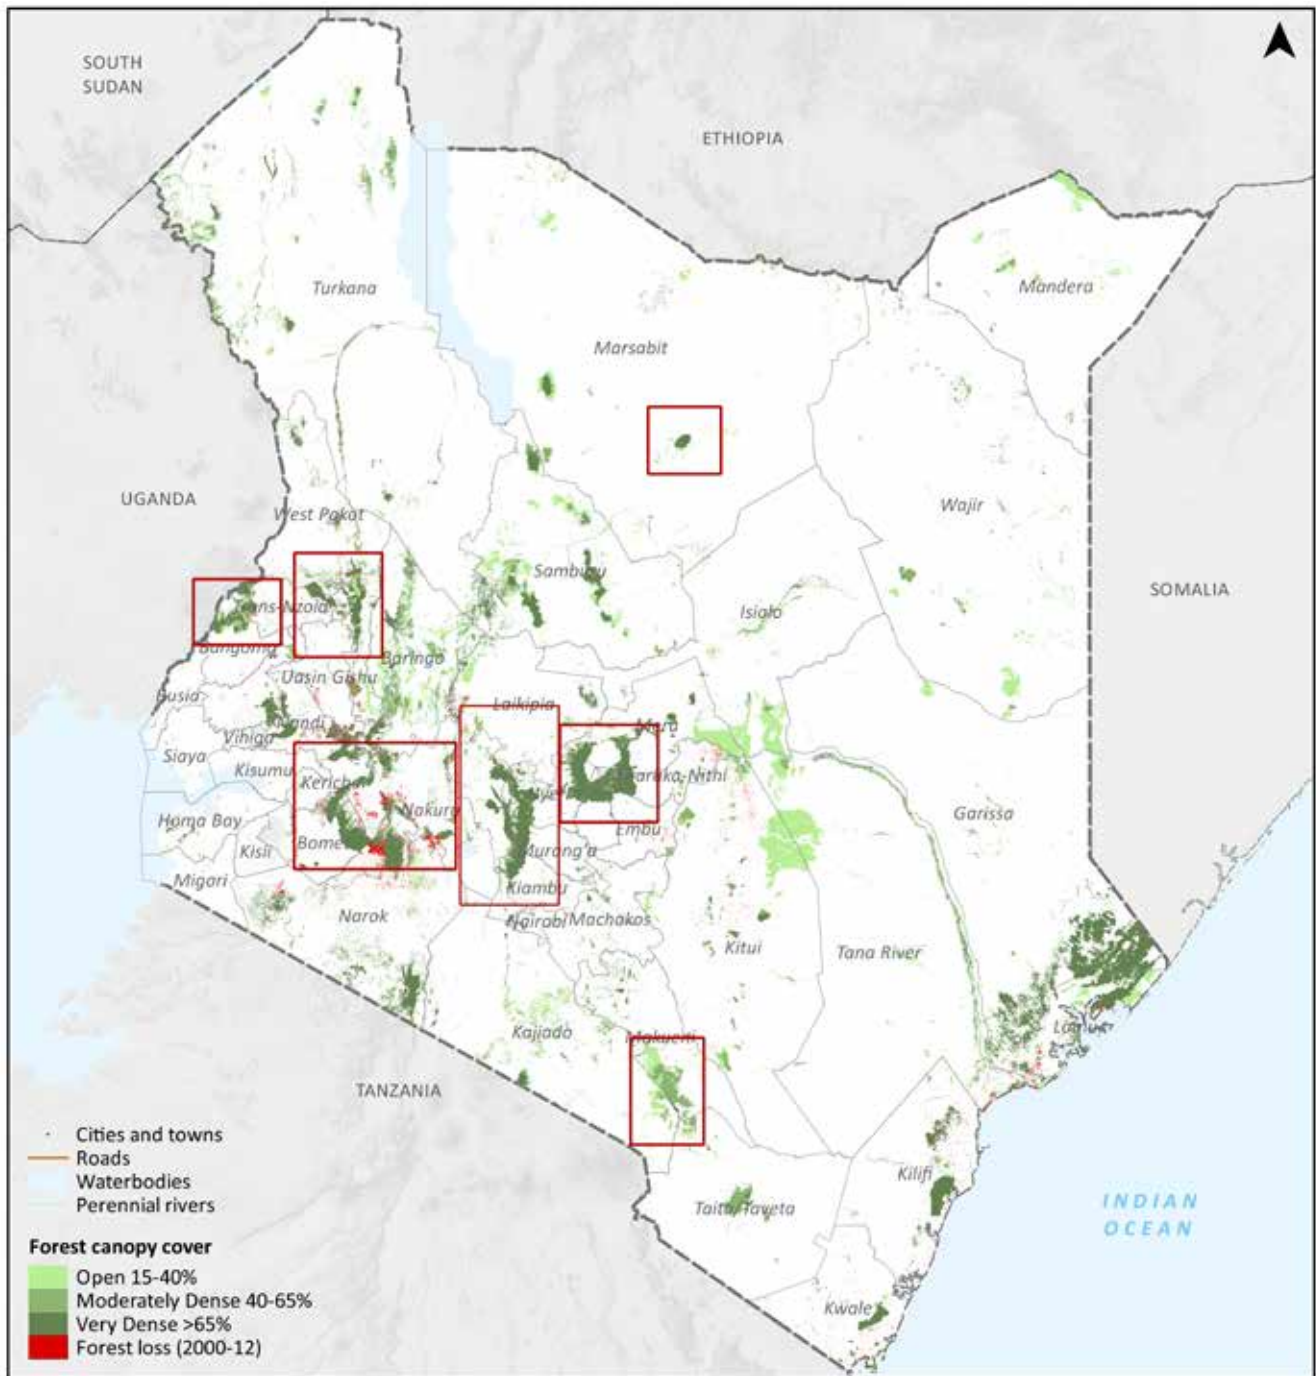 SOUTH
SUDAN
ETHIOPIA
Turkana
Mandera
Marsabit
UGANDA
Wajir
West Pokot
Samburu
SOMALIA
Trans-Nzoia
Isiolo
Bungoma
Baringo
Uasin Gishu
Busia
Laikipia
Nandi
Meru
Vihiga
Siaya
Kisumu
Kericho
Tharaka-Nithi
Nyeri
Nakuru
Garissa
Homa Bay
Embu
Bomet
Kisii
Murang'a
Migori
Kiambu
Narok
Nairobi
Machakos
Kitui
Tana River
Lamu
Kajiado
Makueni
TANZANIA
Kilifi
Taita/Taveta
INDIAN
OCEAN
Kwale
Cities and towns
Roads
Waterbodies
Perennial rivers
Forest canopy cover
Open 15-40%
Moderately Dense 40-65%
Very Dense >65%
Forest loss (2000-12)